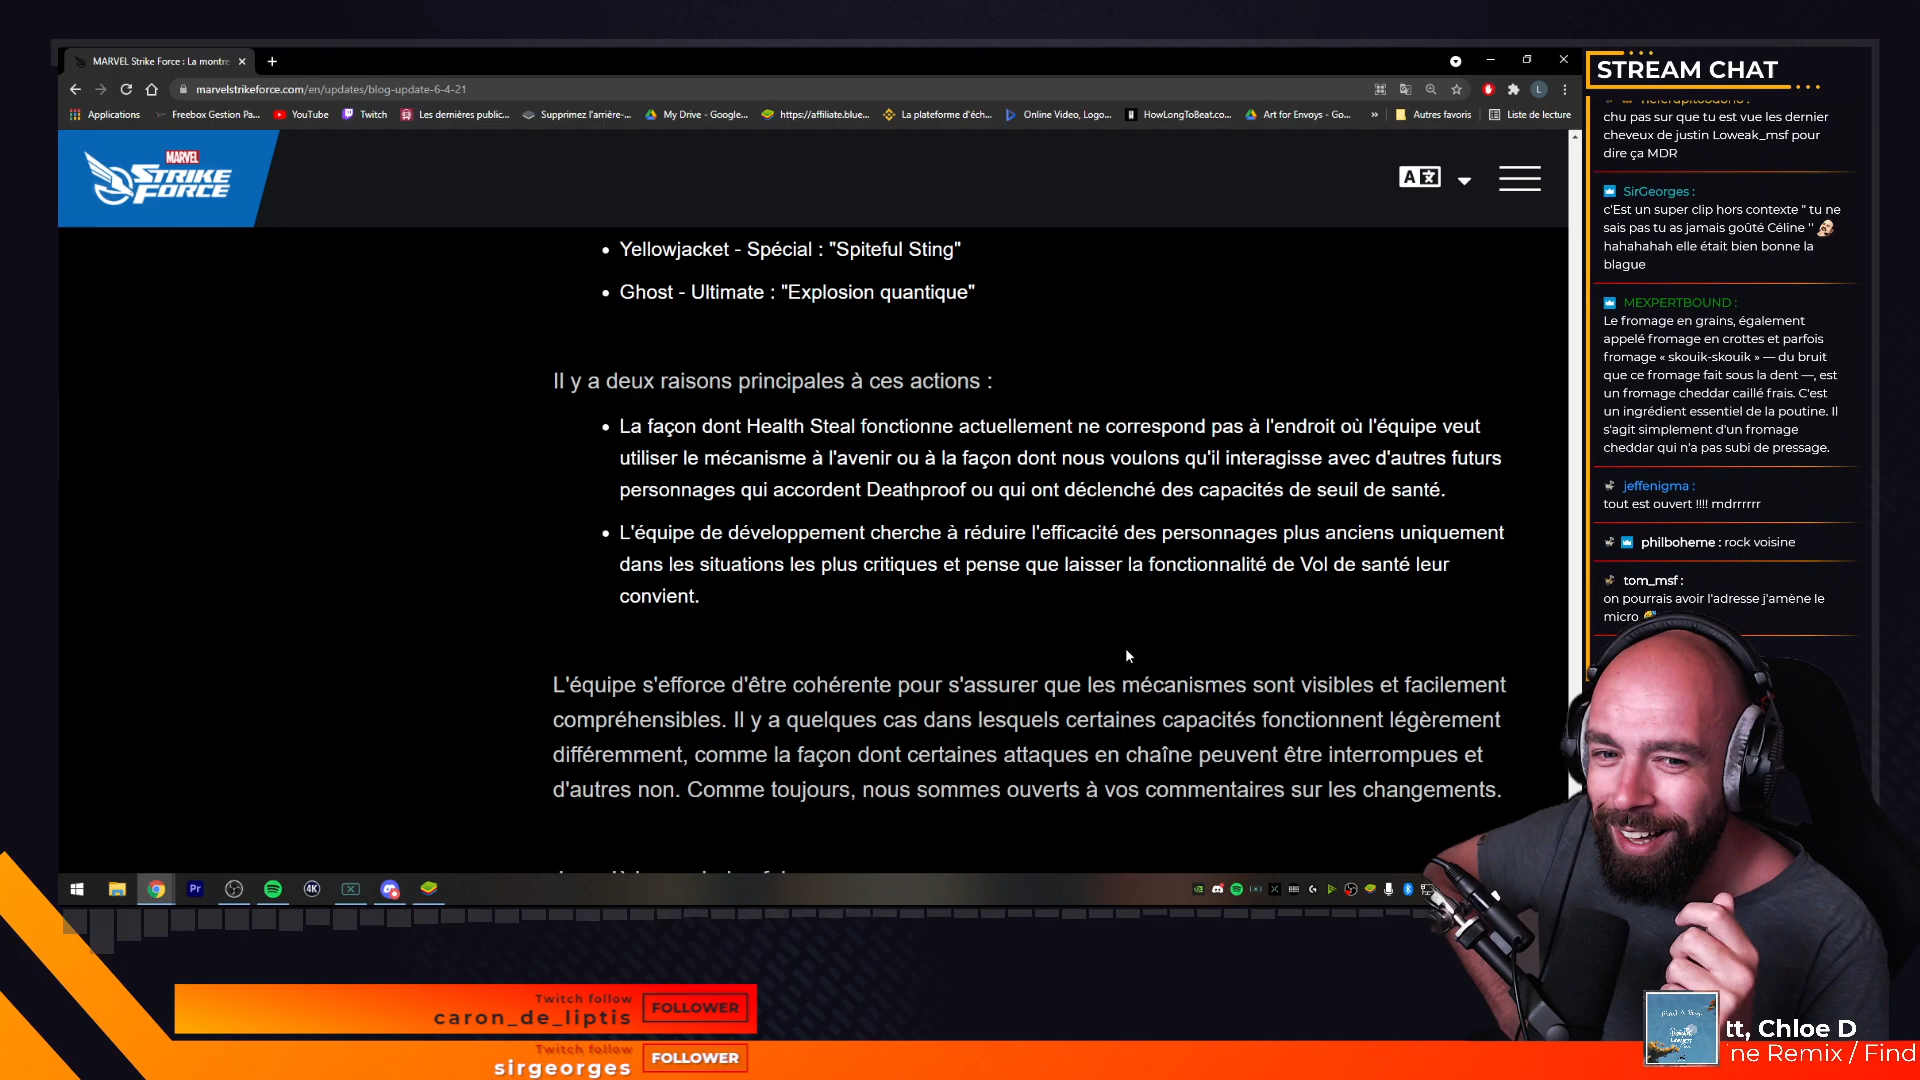 MARVEL Strike Force : La montre
marvelstrikeforce.com/en/updates/blog-update-6-4-21
Applications
Freebox Gestion Pa...
YouTube
Twitch
Les dernières public...
Supprimez l'arrière-...
My Drive - Google...
https://affiliate.blue...
La plateforme d'éch...
Online Video, Logo...
HowLongToBeat.co...
Art for Envoys - Go...
»
Autres favoris
Liste de lecture
MARVEL
STRIKE
FORCE
• Yellowjacket - Spécial : "Spiteful Sting"
• Ghost - Ultimate : "Explosion quantique"
Il y a deux raisons principales à ces actions :
• La façon dont Health Steal fonctionne actuellement ne correspond pas à l'endroit où l'équipe veut
utiliser le mécanisme à l'avenir ou à la façon dont nous voulons qu'il interagisse avec d'autres futurs
personnages qui accordent Deathproof ou qui ont déclenché des capacités de seuil de santé.
• L'équipe de développement cherche à réduire l'efficacité des personnages plus anciens uniquement
dans les situations les plus critiques et pense que laisser la fonctionnalité de Vol de santé leur
convient.
L'équipe s'efforce d'être cohérente pour s'assurer que les mécanismes sont visibles et facilement
compréhensibles. Il y a quelques cas dans lesquels certaines capacités fonctionnent légèrement
différemment, comme la façon dont certaines attaques en chaîne peuvent être interrompues et
d'autres non. Comme toujours, nous sommes ouverts à vos commentaires sur les changements.
STREAM CHAT
chu pas sur que tu est vue les dernier
cheveux de justin Loweak_msf pour
dire ça MDR
SirGeorges :
c'Est un super clip hors contexte " tu ne
sais pas tu as jamais goûté Céline "
hahahahah elle était bien bonne la
blague
MEXPERTBOUND :
Le fromage en grains, également
appelé fromage en crottes et parfois
fromage « skouik-skouik » — du bruit
que ce fromage fait sous la dent —, est
un fromage cheddar caillé frais. C'est
un ingrédient essentiel de la poutine. Il
s'agit simplement d'un fromage
cheddar qui n'a pas subi de pressage.
jeffenigma :
tout est ouvert !!!! mdrrrrrr
philboheme : rock voisine
tom_msf :
on pourrais avoir l'adresse j'amène le
micro
Pr
4K
Twitch follow
caron_de_liptis
FOLLOWER
Twitch follow
sirgeorges
FOLLOWER
tt, Chloe D
ne Remix / Find